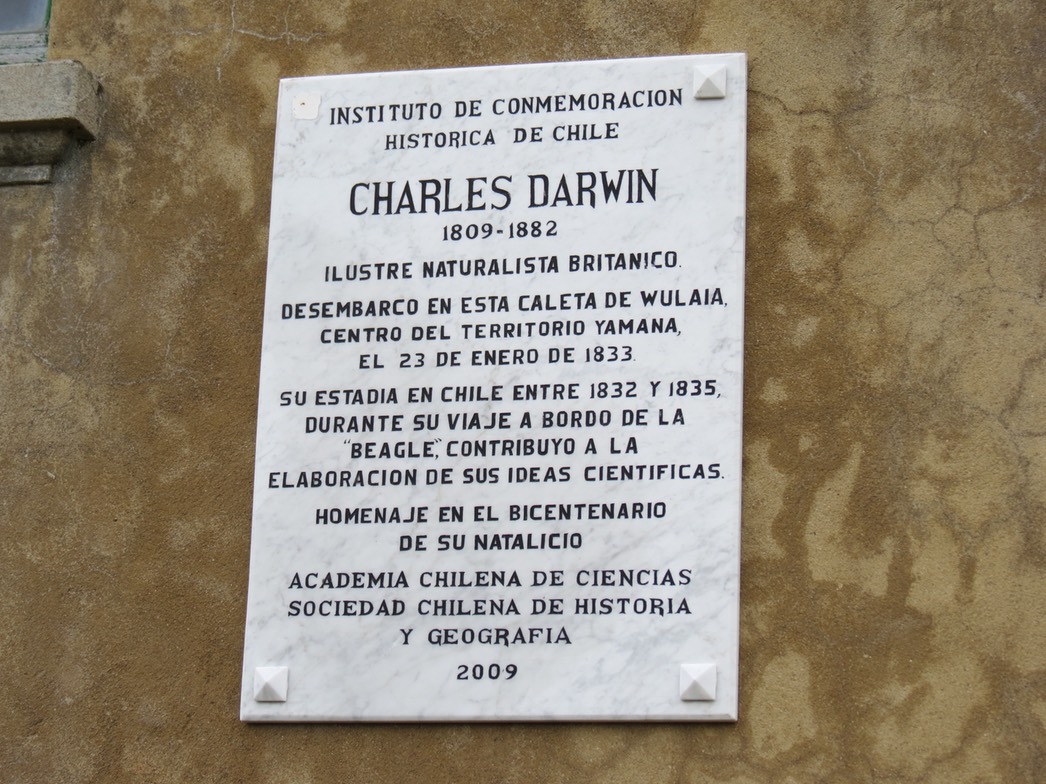 INSTITUTO DE CONMEMORACION
HISTORICA DE CHILE
CHARLES DARWIN
1809-1882
ILUSTRE NATURALISTA BRITANICO.
DESEMBARCO EN ESTA CALETA DE WULAIA,
CENTRO DEL TERRITORIO YAMANA,
EL 23 DE ENERO DE 1833.
SU ESTADIA EN CHILE ENTRE 1832 Y 1835,
DURANTE SU VIAJE A BORDO DE LA
"BEAGLE", CONTRIBUYO A LA
ELABORACION DE SUS IDEAS CIENTIFICAS.
HOMENAJE EN EL BICENTENARIO
DE SU NATALICIO
ACADEMIA CHILENA DE CIENCIAS
SOCIEDAD CHILENA DE HISTORIA
Y GEOGRAFIA
2009